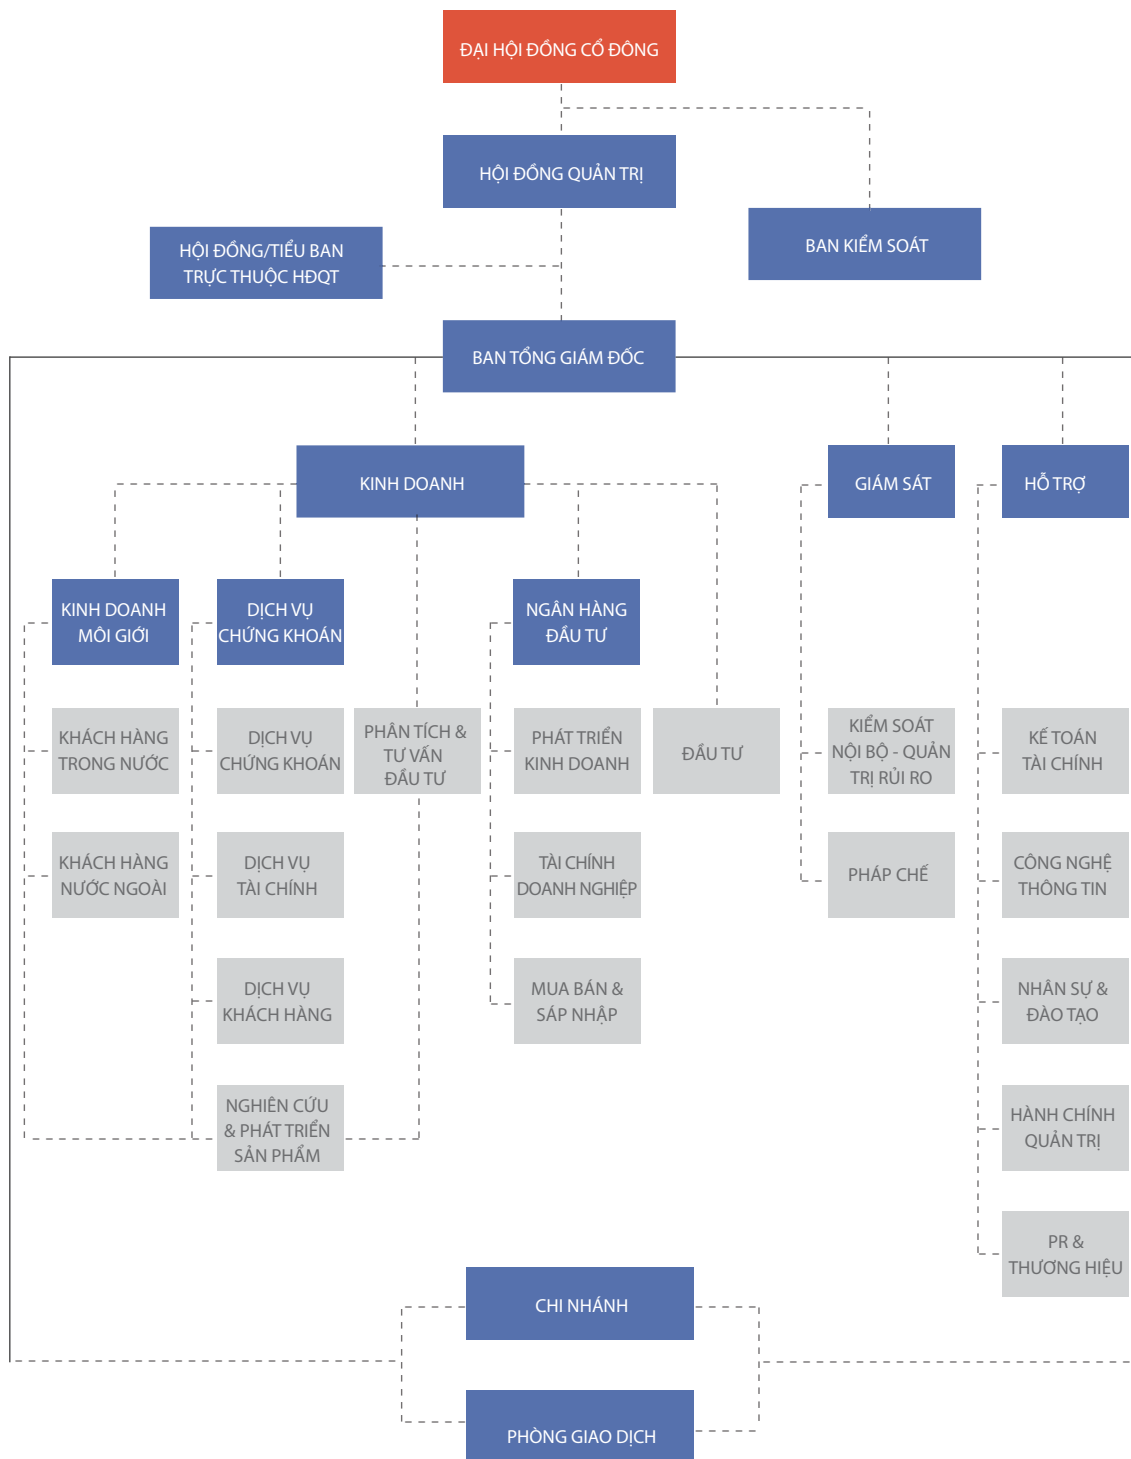 ĐẠI HỘI ĐỒNG CỔ ĐÔNG
HỘI ĐỒNG QUẢN TRỊ
BAN KIỂM SOÁT
HỘI ĐỒNG/TIỂU BAN
TRỰC THUỘC HĐQT
BAN TỔNG GIÁM ĐỐC
KINH DOANH
GIÁM SÁT
HỖ TRỢ
KINH DOANH
MÔI GIỚI
DỊCH VỤ
CHỨNG KHOÁN
NGÂN HÀNG
ĐẦU TƯ
KHÁCH HÀNG
TRONG NƯỚC
DỊCH VỤ
CHỨNG KHOÁN
PHÂN TÍCH &
TƯ VẤN
ĐẦU TƯ
PHÁT TRIỂN
KINH DOANH
ĐẦU TƯ
KIỂM SOÁT
NỘI BỘ - QUẢN
TRỊ RỦI RO
KẾ TOÁN
TÀI CHÍNH
KHÁCH HÀNG
NƯỚC NGOÀI
DỊCH VỤ
TÀI CHÍNH
TÀI CHÍNH
DOANH NGHIỆP
PHÁP CHẾ
CÔNG NGHỆ
THÔNG TIN
DỊCH VỤ
KHÁCH HÀNG
MUA BÁN &
SÁP NHẬP
NHÂN SỰ &
ĐÀO TẠO
NGHIÊN CỨU
& PHÁT TRIỂN
SẢN PHẨM
HÀNH CHÍNH
QUẢN TRỊ
PR &
THƯƠNG HIỆU
CHI NHÁNH
PHÒNG GIAO DỊCH